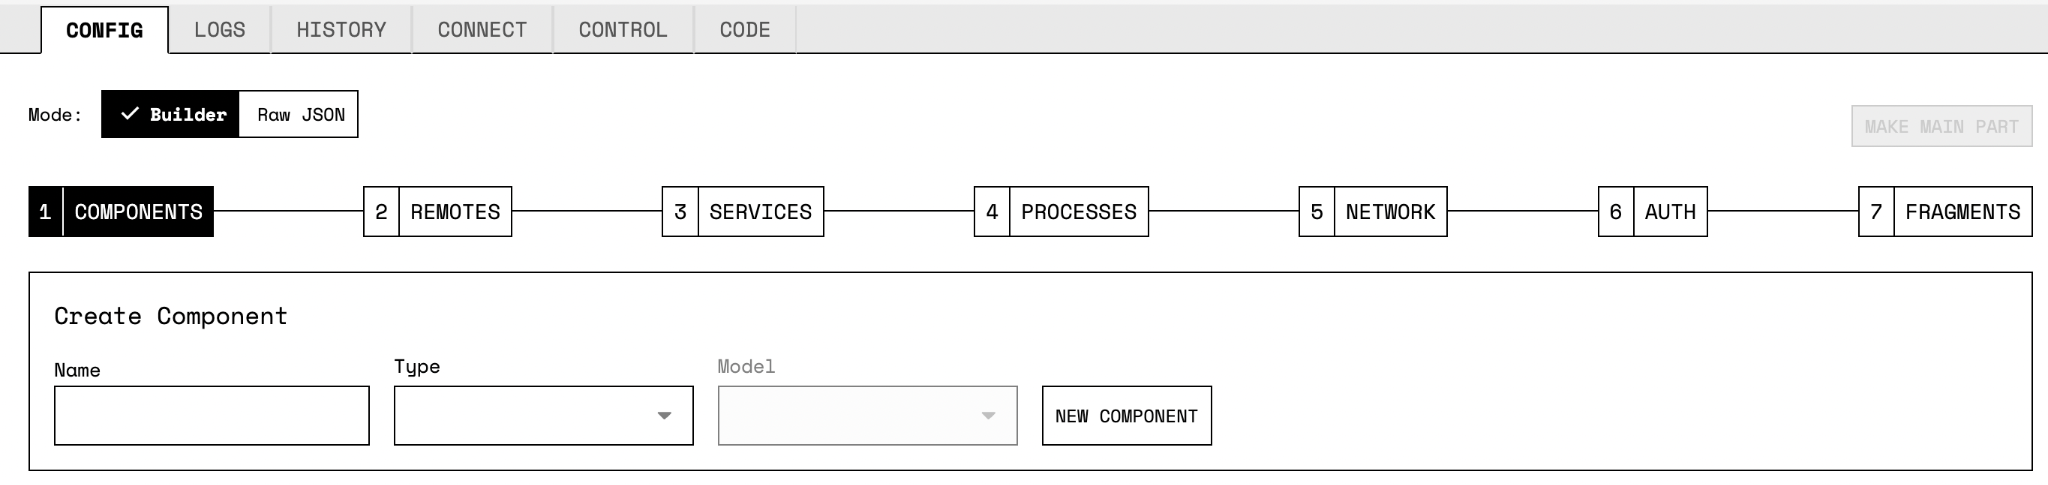 CONFIG LOGS HISTORY CONNECT CONTROL CODE
Mode: Builder Raw JSON
MAKE MAIN PART
1 COMPONENTS 2 REMOTES 3 SERVICES 4 PROCESSES 5 NETWORK 6 AUTH 7 FRAGMENTS
Create Component
Name Type Model
NEW COMPONENT